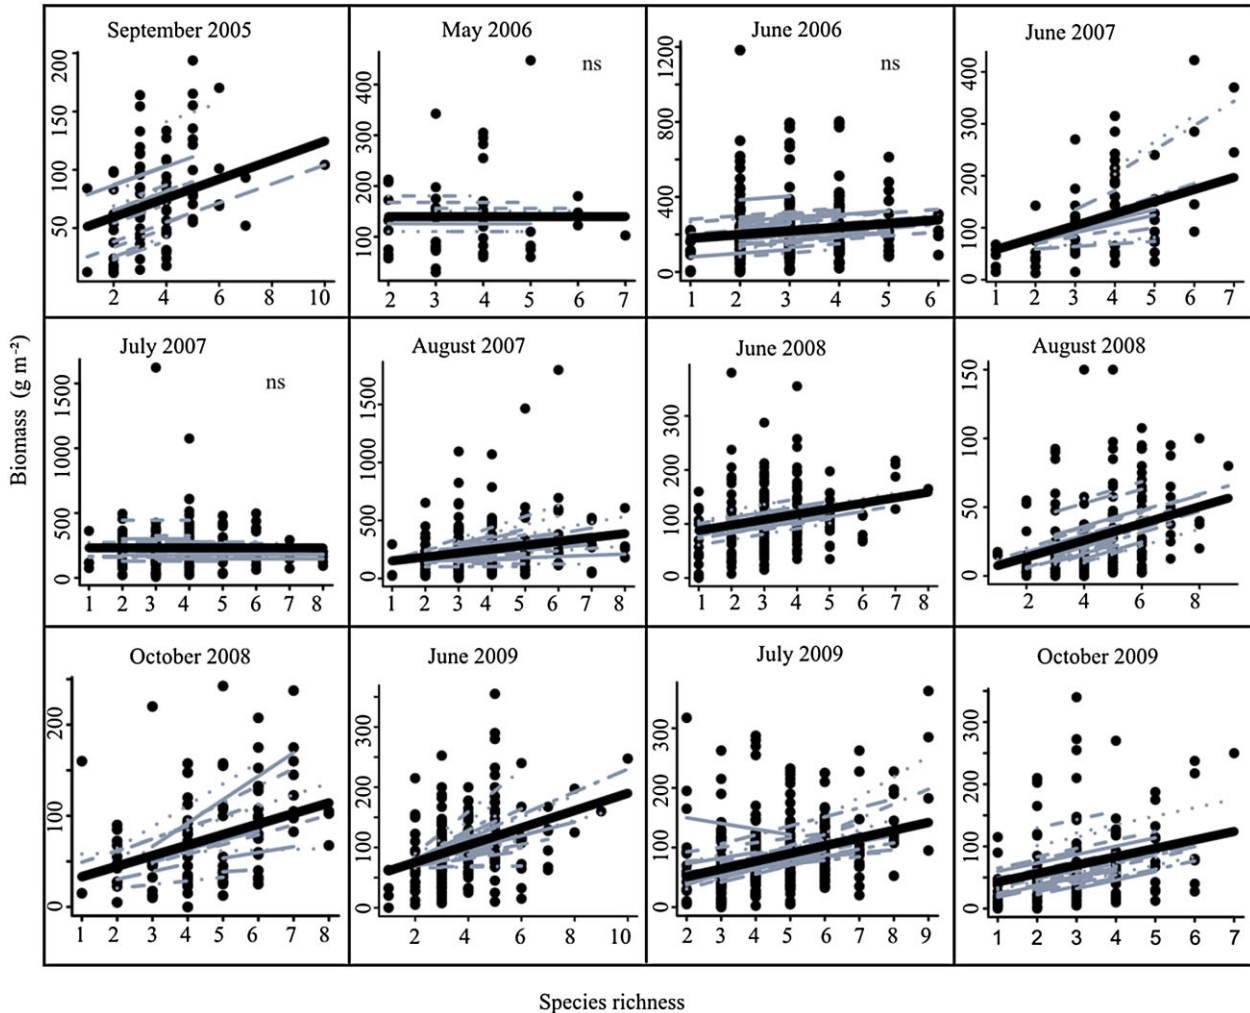 September 2005
200
150
100
50
2 4 6 8 10
May 2006
ns
400
300
200
100
2 3 4 5 6 7
June 2006
ns
1200
800
400
0
1 2 3 4 5 6
June 2007
400
300
200
100
0
1 2 3 4 5 6 7
Biomass (g m⁻²)
July 2007
ns
1500
1000
500
0
1 2 3 4 5 6 7 8
August 2007
1500
500
0
1 2 3 4 5 6 7 8
June 2008
300
200
100
0
1 2 3 4 5 6 7 8
August 2008
150
100
50
0
2 4 6 8
October 2008
200
100
0
1 2 3 4 5 6 7 8
June 2009
300
200
100
0
2 4 6 8 10
July 2009
300
200
100
0
2 3 4 5 6 7 8 9
October 2009
300
200
100
0
1 2 3 4 5 6 7
Species richness